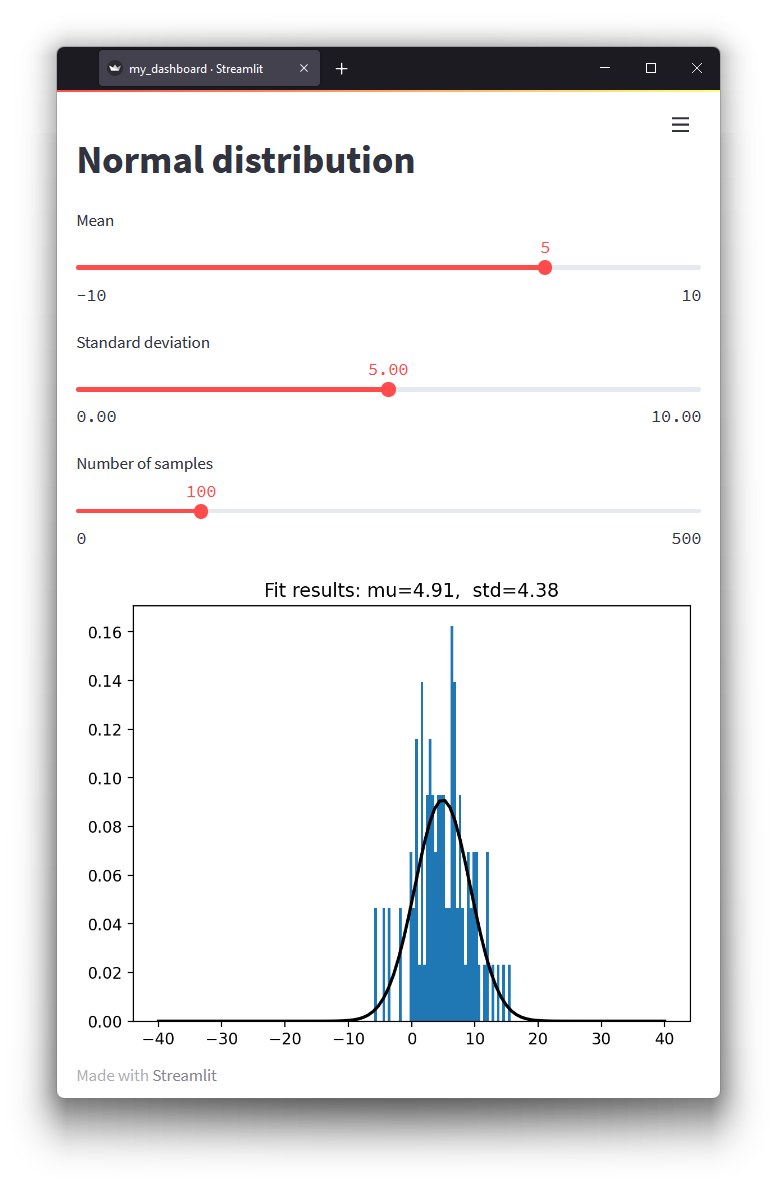 my_dashboard · Streamlit
Normal distribution
Mean
5
−10 10
Standard deviation
5.00
0.00 10.00
Number of samples
100
0 500
Fit results: mu=4.91,  std=4.38
0.16
0.14
0.12
0.10
0.08
0.06
0.04
0.02
0.00
−40 −30 −20 −10 0 10 20 30 40
Made with Streamlit